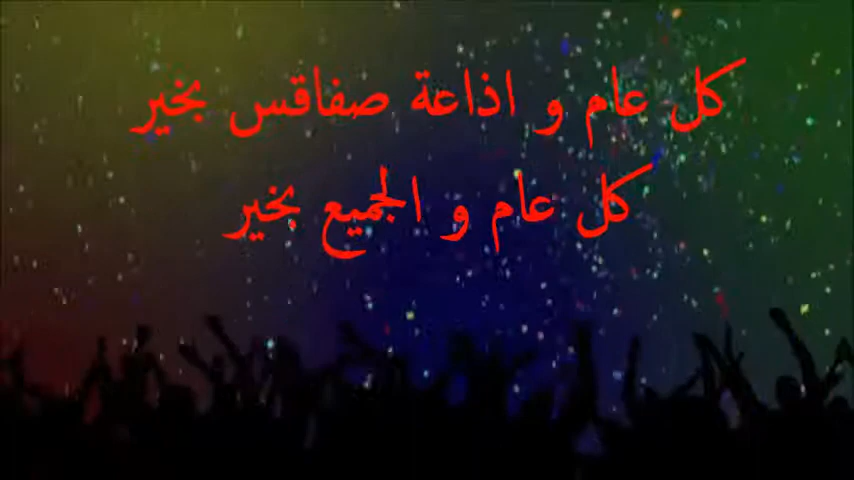 كل عام و اذاعة صفاقس بخير
كل عام و الجميع بخير